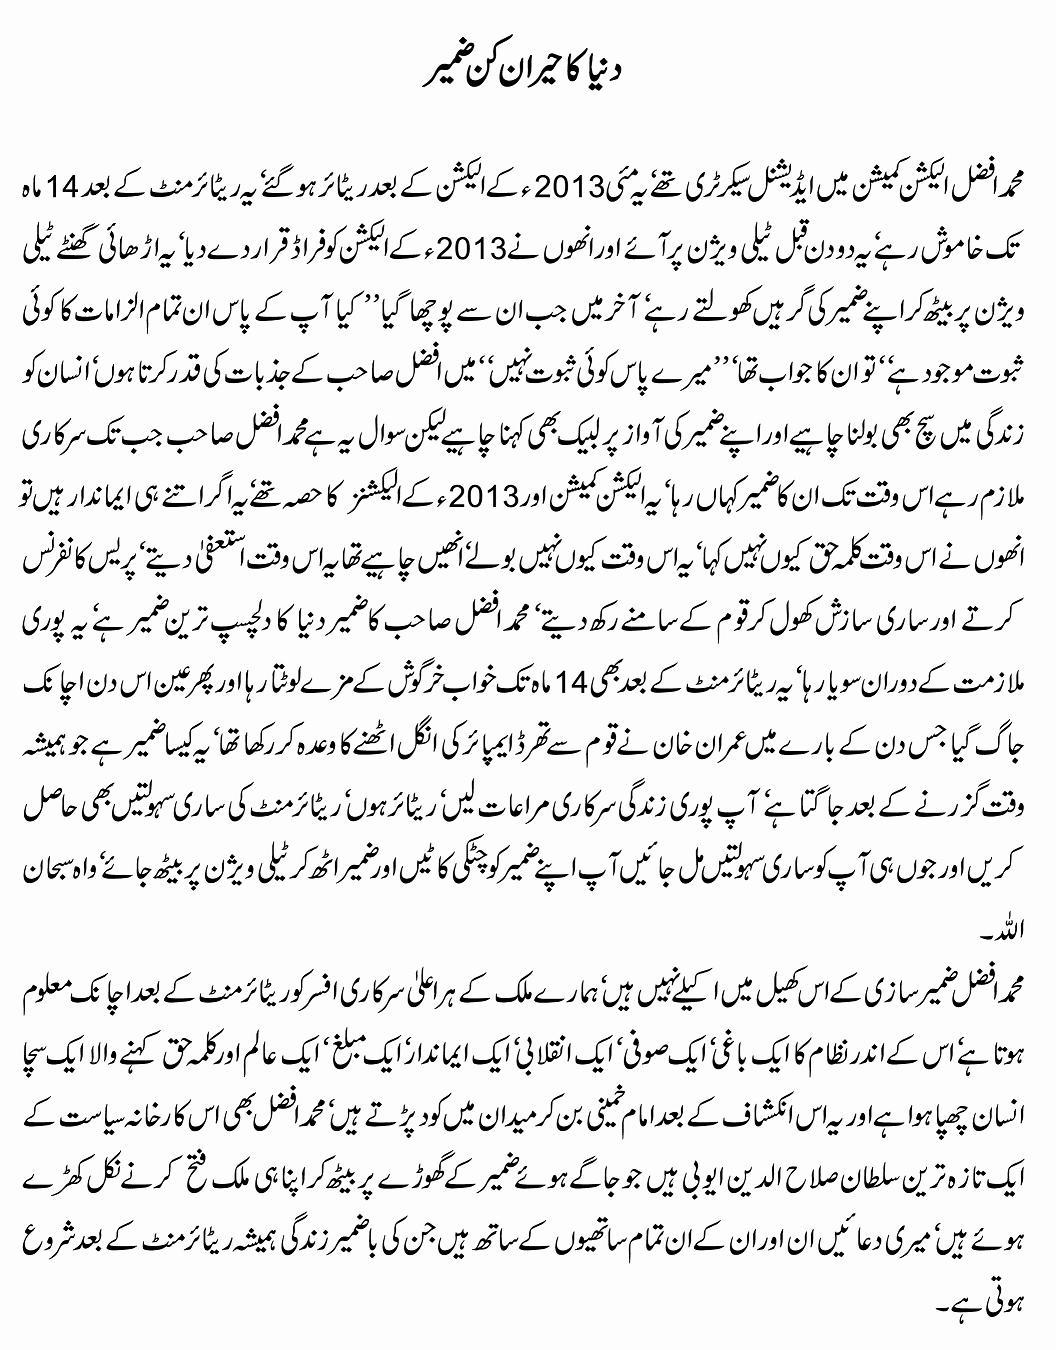 دنیا کا حیران کن ضمیر
محمد افضل الیکشن کمیشن میں ایڈیشنل سیکرٹری تھے‘ یہ مئی 2013ء کے الیکشن کے بعد ریٹائر ہو گئے‘ یہ ریٹائرمنٹ کے بعد 14 ماہ
تک خاموش رہے‘ یہ دو دن قبل ٹیلی ویژن پر آئے اور انھوں نے 2013ء کے الیکشن کو فراڈ قرار دے دیا‘ یہ اڑھائی گھنٹے ٹیلی
ویژن پر بیٹھ کر اپنے ضمیر کی گرہیں کھولتے رہے‘ آخر میں جب ان سے پوچھا گیا ’’کیا آپ کے پاس ان تمام الزامات کا کوئی
ثبوت موجود ہے‘‘ تو ان کا جواب تھا‘ ’’میرے پاس کوئی ثبوت نہیں‘‘ میں افضل صاحب کے جذبات کی قدر کرتا ہوں‘ انسان کو
زندگی میں سچ بھی بولنا چاہیے اور اپنے ضمیر کی آواز پر لبیک بھی کہنا چاہیے لیکن سوال یہ ہے محمد افضل صاحب جب تک سرکاری
ملازم رہے اس وقت تک ان کا ضمیر کہاں رہا‘ یہ الیکشن کمیشن اور 2013ء کے الیکشنز کا حصہ تھے‘ یہ اگر اتنے ہی ایماندار ہیں تو
انھوں نے اس وقت کلمہ حق کیوں نہیں کہا‘ یہ اس وقت کیوں نہیں بولے‘ انھیں چاہیے تھا یہ اس وقت استعفیٰ دیتے‘ پریس کانفرنس
کرتے اور ساری سازش کھول کر قوم کے سامنے رکھ دیتے‘ محمد افضل صاحب کا ضمیر دنیا کا دلچسپ ترین ضمیر ہے‘ یہ پوری
ملازمت کے دوران سویا رہا‘ یہ ریٹائرمنٹ کے بعد بھی 14 ماہ تک خواب خرگوش کے مزے لوٹتا رہا اور پھر عین اس دن اچانک
جاگ گیا جس دن کے بارے میں عمران خان نے قوم سے تھرڈ ایمپائر کی انگلی اٹھنے کا وعدہ کر رکھا تھا‘ یہ کیسا ضمیر ہے جو ہمیشہ
وقت گزرنے کے بعد جاگتا ہے‘ آپ پوری زندگی سرکاری مراعات لیں‘ ریٹائر ہوں‘ ریٹائرمنٹ کی ساری سہولتیں بھی حاصل
کریں اور جوں ہی آپ کو ساری سہولتیں مل جائیں آپ اپنے ضمیر کو چٹکی کاٹیں اور ضمیر اٹھ کر ٹیلی ویژن پر بیٹھ جائے‘ واہ سبحان
اللہ۔
محمد افضل ضمیر سازی کے اس کھیل میں اکیلے نہیں ہیں‘ ہمارے ملک کے ہر اعلیٰ سرکاری افسر کو ریٹائرمنٹ کے بعد اچانک معلوم
ہوتا ہے‘ اس کے اندر نظام کا ایک باغی‘ ایک صوفی‘ ایک انقلابی‘ ایک ایماندار‘ ایک مبلغ‘ ایک عالم اور کلمہ حق کہنے والا ایک سچا
انسان چھپا ہوا ہے اور یہ اس انکشاف کے بعد امام خمینی بن کر میدان میں کود پڑتے ہیں‘ محمد افضل بھی اس کارخانہ سیاست کے
ایک تازہ ترین سلطان صلاح الدین ایوبی ہیں جو جاگے ہوئے ضمیر کے گھوڑے پر بیٹھ کر اپنا ہی ملک فتح کرنے نکل کھڑے
ہوئے ہیں‘ میری دعائیں ان اور ان کے ان تمام ساتھیوں کے ساتھ ہیں جن کی باضمیر زندگی ہمیشہ ریٹائرمنٹ کے بعد شروع
ہوتی ہے۔